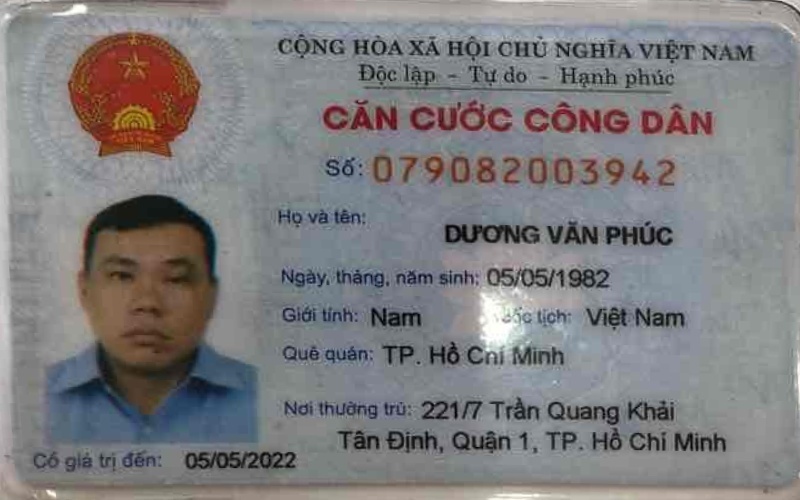 CỘNG HÒA XÃ HỘI CHỦ NGHĨA VIỆT NAM
Độc lập - Tự do - Hạnh phúc
CĂN CƯỚC CÔNG DÂN
Số: 079082003942
Họ và tên:
DƯƠNG VĂN PHÚC
Ngày, tháng, năm sinh: 05/05/1982
Giới tính: Nam Quốc tịch: Việt Nam
Quê quán: TP. Hồ Chí Minh
Nơi thường trú: 221/7 Trần Quang Khải
Tân Định, Quận 1, TP. Hồ Chí Minh
Có giá trị đến: 05/05/2022